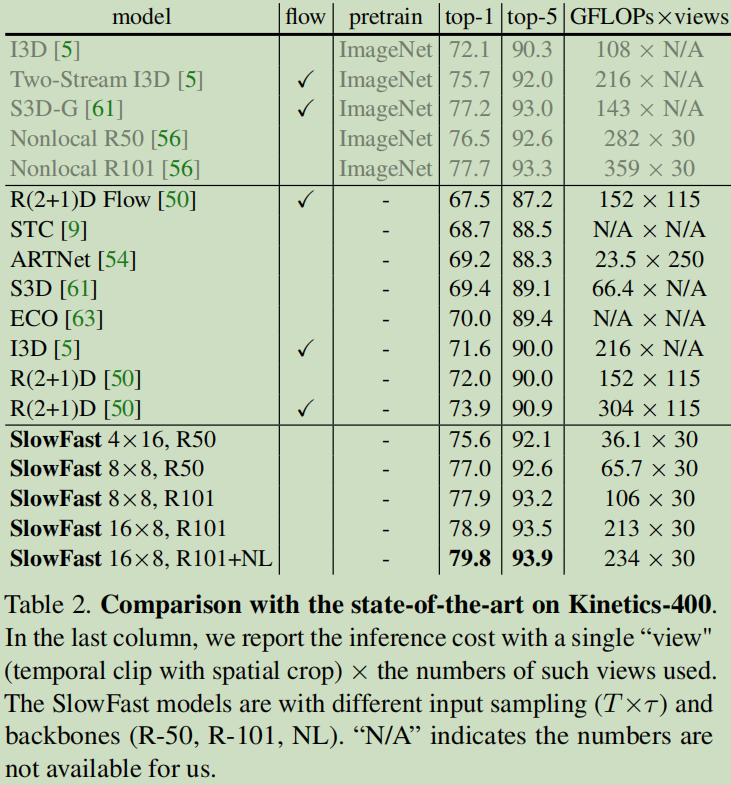 model flow pretrain top-1 top-5 GFLOPs×views
I3D [5] ImageNet 72.1 90.3 108 × N/A
Two-Stream I3D [5] ✓ ImageNet 75.7 92.0 216 × N/A
S3D-G [61] ✓ ImageNet 77.2 93.0 143 × N/A
Nonlocal R50 [56] ImageNet 76.5 92.6 282 × 30
Nonlocal R101 [56] ImageNet 77.7 93.3 359 × 30
R(2+1)D Flow [50] ✓ - 67.5 87.2 152 × 115
STC [9] - 68.7 88.5 N/A × N/A
ARTNet [54] - 69.2 88.3 23.5 × 250
S3D [61] - 69.4 89.1 66.4 × N/A
ECO [63] - 70.0 89.4 N/A × N/A
I3D [5] ✓ - 71.6 90.0 216 × N/A
R(2+1)D [50] - 72.0 90.0 152 × 115
R(2+1)D [50] ✓ - 73.9 90.9 304 × 115
SlowFast 4×16, R50 - 75.6 92.1 36.1 × 30
SlowFast 8×8, R50 - 77.0 92.6 65.7 × 30
SlowFast 8×8, R101 - 77.9 93.2 106 × 30
SlowFast 16×8, R101 - 78.9 93.5 213 × 30
SlowFast 16×8, R101+NL - 79.8 93.9 234 × 30
Table 2. Comparison with the state-of-the-art on Kinetics-400.
In the last column, we report the inference cost with a single “view"
(temporal clip with spatial crop) × the numbers of such views used.
The SlowFast models are with different input sampling (T×τ) and
backbones (R-50, R-101, NL). “N/A” indicates the numbers are
not available for us.